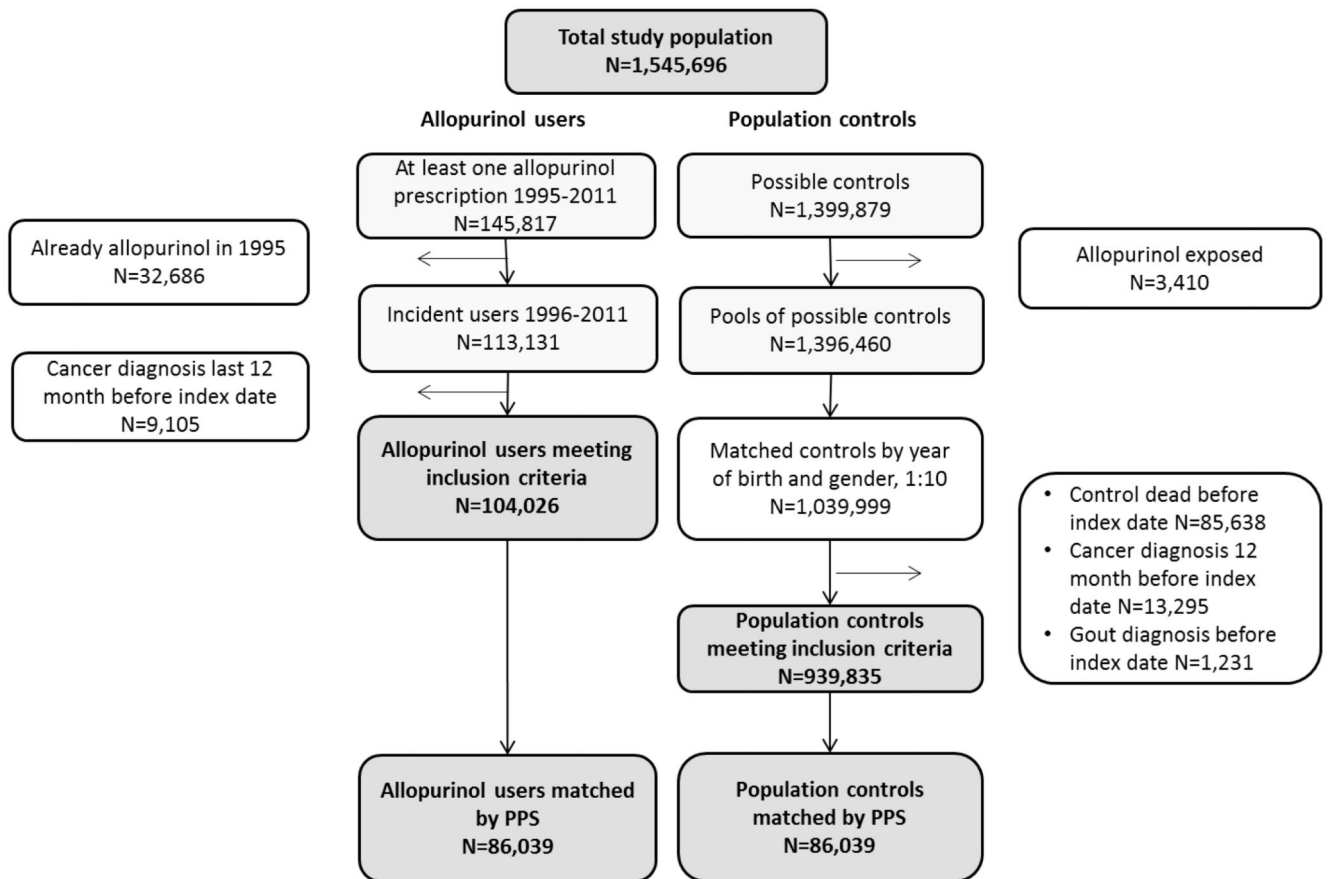 Total study population
N=1,545,696
Allopurinol users
Population controls
At least one allopurinol
prescription 1995-2011
N=145,817
Possible controls
N=1,399,879
Already allopurinol in 1995
N=32,686
Allopurinol exposed
N=3,410
Incident users 1996-2011
N=113,131
Pools of possible controls
N=1,396,460
Cancer diagnosis last 12
month before index date
N=9,105
Allopurinol users meeting
inclusion criteria
N=104,026
Matched controls by year
of birth and gender, 1:10
N=1,039,999
• Control dead before
index date N=85,638
• Cancer diagnosis 12
month before index
date N=13,295
• Gout diagnosis before
index date N=1,231
Population controls
meeting inclusion criteria
N=939,835
Allopurinol users matched
by PPS
N=86,039
Population controls
matched by PPS
N=86,039